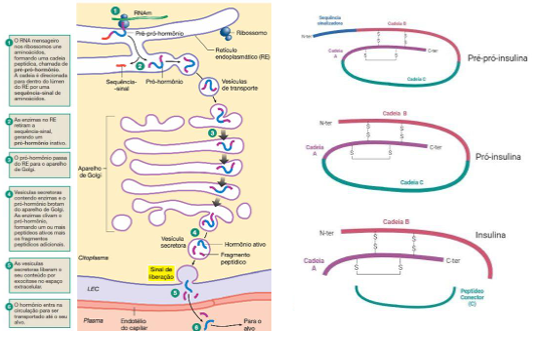 1 O RNA mensageiro
nos ribossomos une
aminoácidos,
formando uma cadeia
peptídica, chamada de
pré-pró-hormônio.
A cadeia é direcionada
para dentro do lúmen
do RE por uma
sequência-sinal de
aminoácidos.
2 As enzimas no RE
retiram a
sequência-sinal,
gerando um
pró-hormônio inativo.
3 O pró-hormônio passa
do RE para o aparelho
de Golgi.
4 Vesículas secretoras
contendo enzimas e o
pró-hormônio brotam
do aparelho de Golgi.
As enzimas clivam o
pró-hormônio,
formando um ou mais
peptídeos ativos mais
os fragmentos
peptídicos adicionais.
5 As vesículas
secretoras liberam o
seu conteúdo por
exocitose no espaço
extracelular.
6 O hormônio entra na
circulação para ser
transportado até o seu
alvo.
1
RNAm
Ribossomo
Pré-pró-hormônio
Retículo
endoplasmático (RE)
2
Sequência-
-sinal
Pró-hormônio
Vesículas
de transporte
3
Aparelho
de Golgi
4
Vesícula
secretora
Hormônio ativo
Fragmento
peptídico
Citoplasma
Sinal de
liberação
LEC
5
Plasma
Endotélio
do capilar
6
Para o
alvo
Sequência
sinalizadora
Cadeia B
Cadeia
A
S
S
S
S
S
S
C-ter
Cadeia C
Pré-pró-insulina
N-ter
Cadeia B
Cadeia
A
S
S
S
S
S
S
C-ter
Cadeia C
Pró-insulina
Cadeia B
Insulina
N-ter
Cadeia
A
S
S
S
S
S
S
C-ter
Peptídeo
Conector
(C)